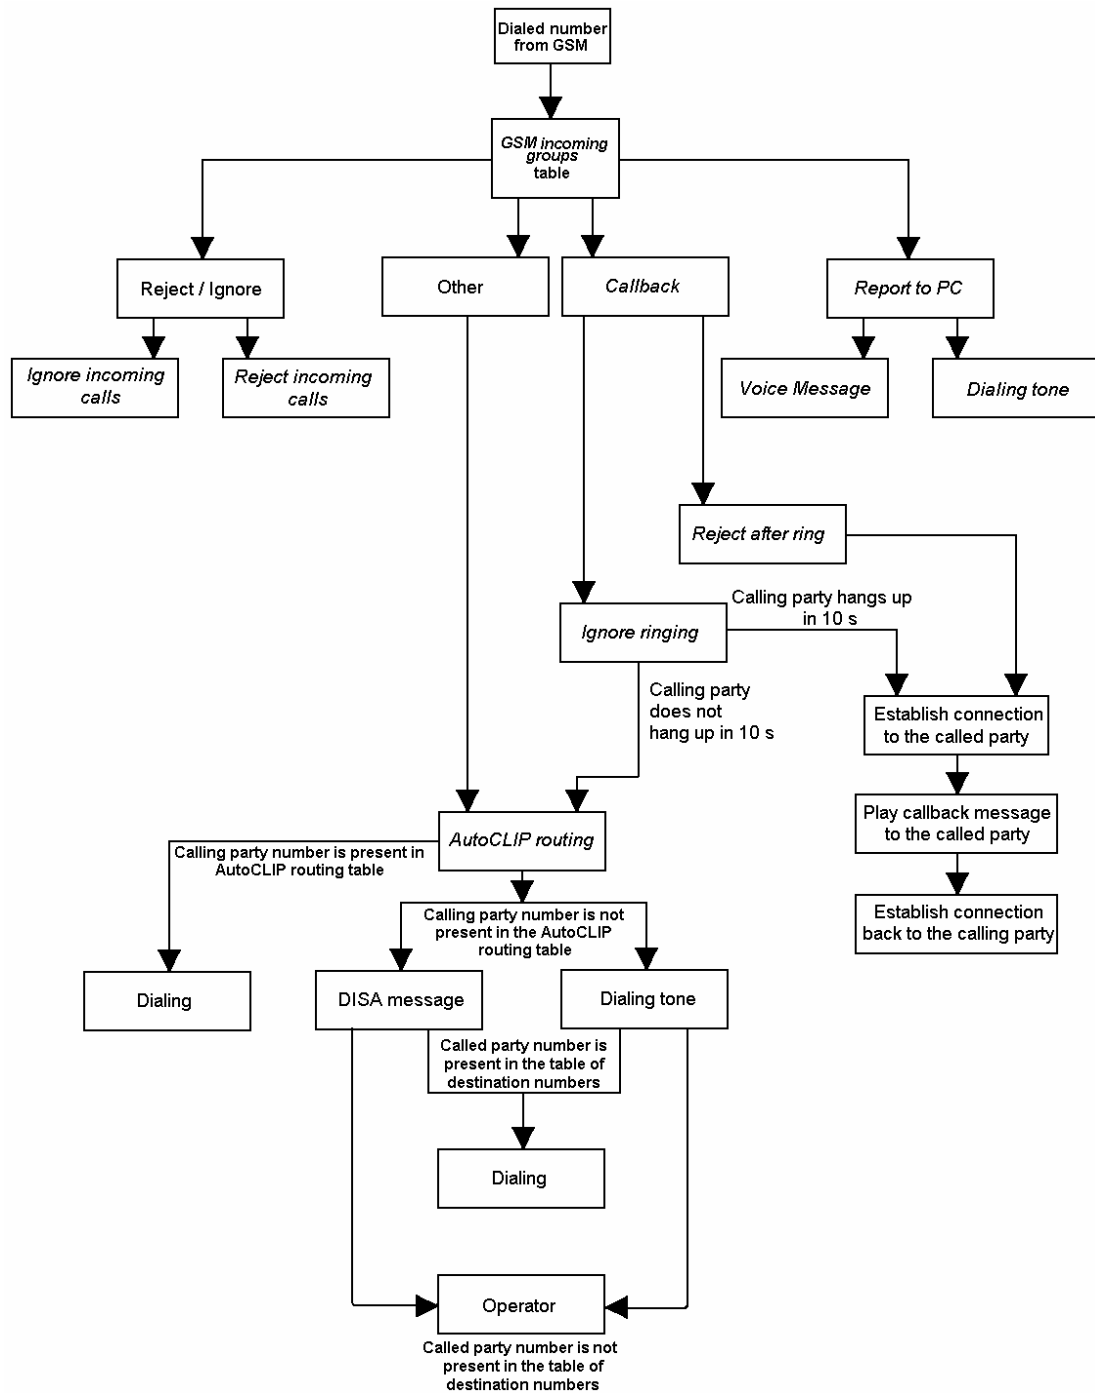 Dialed number
from GSM
GSM incoming
groups
table
Reject / Ignore
Other
Callback
Report to PC
Ignore incoming
calls
Reject incoming
calls
Voice Message
Dialing tone
Reject after ring
Calling party hangs up
in 10 s
Ignore ringing
Calling party
does not
hang up in 10 s
Establish connection
to the called party
Play callback message
to the called party
AutoCLIP routing
Calling party number is present in
AutoCLIP routing table
Establish connection
back to the calling party
Calling party number is not
present in the AutoCLIP
routing table
Dialing
DISA message
Dialing tone
Called party number is
present in the table of
destination numbers
Dialing
Operator
Called party number is not
present in the table of
destination numbers